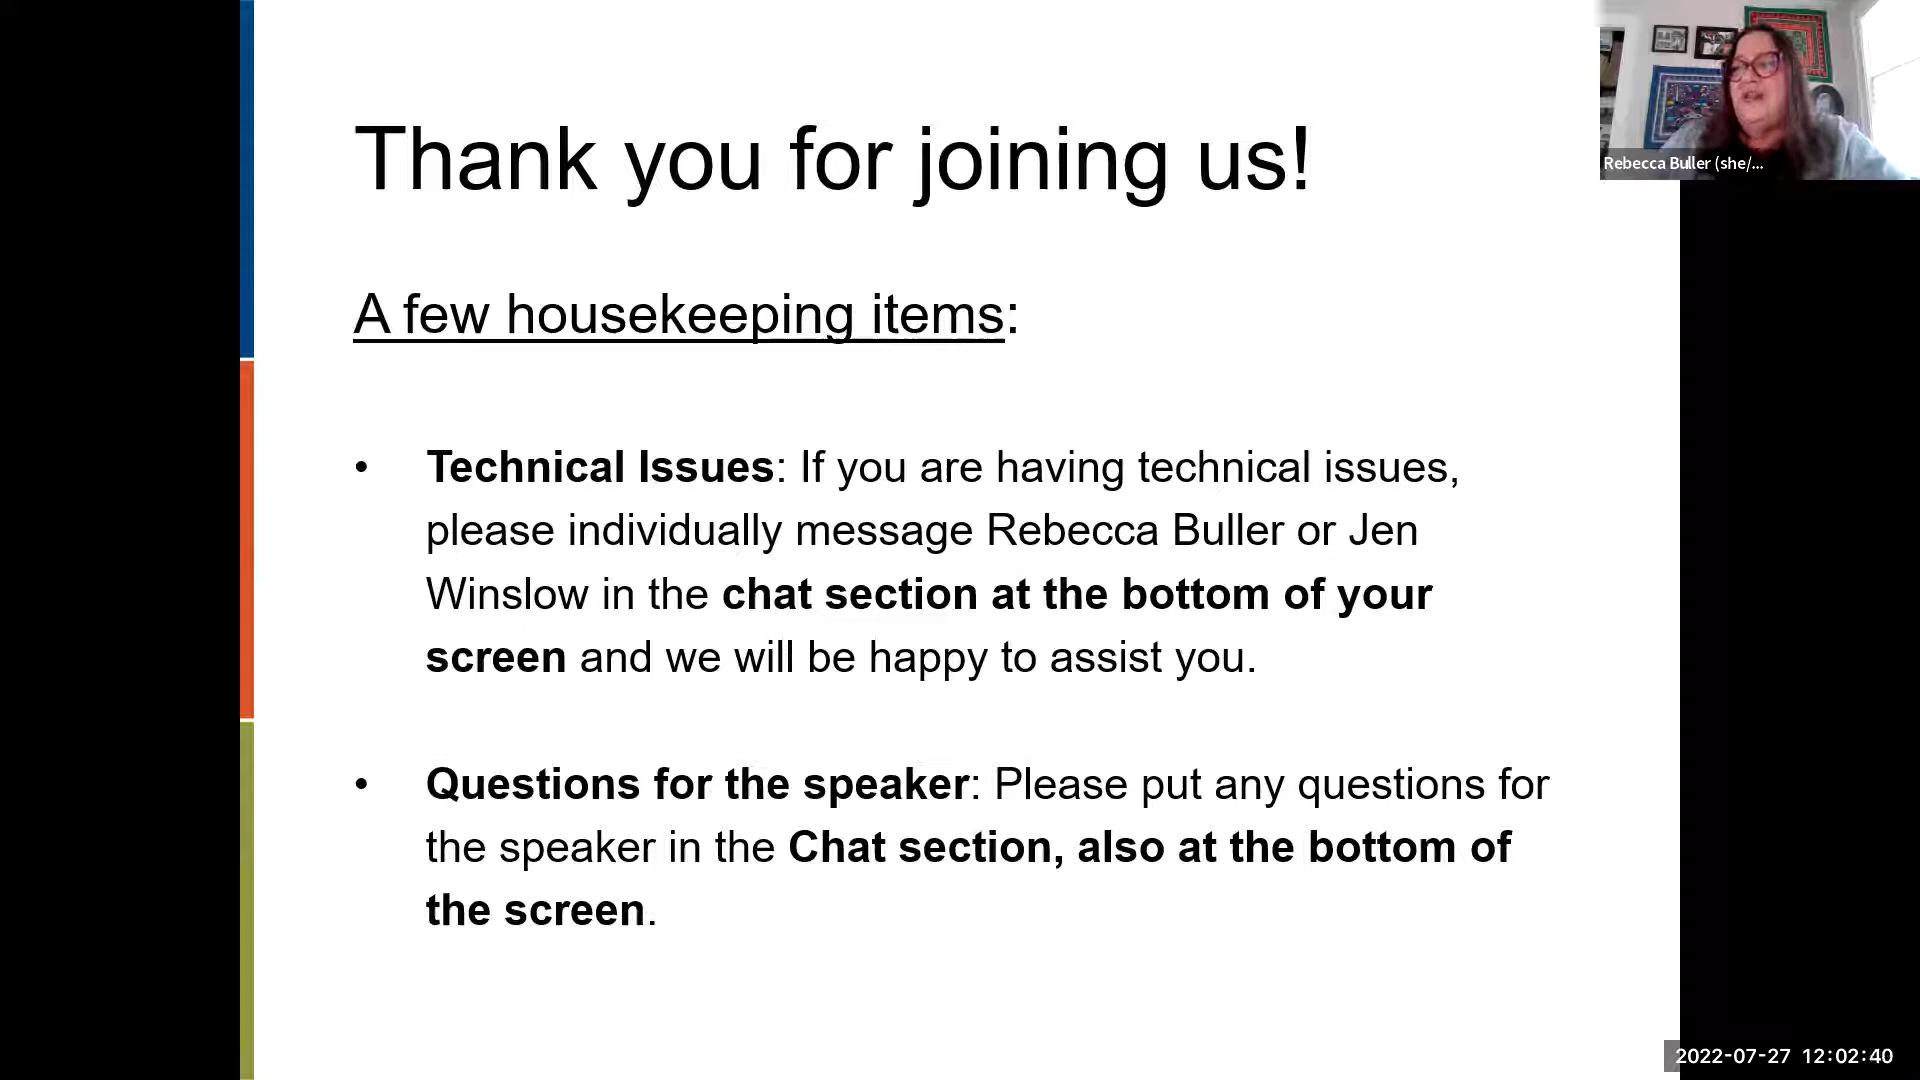 Thank you for joining us!
Rebecca Buller (she/...
A few housekeeping items:
• Technical Issues: If you are having technical issues,
please individually message Rebecca Buller or Jen
Winslow in the chat section at the bottom of your
screen and we will be happy to assist you.
• Questions for the speaker: Please put any questions for
the speaker in the Chat section, also at the bottom of
the screen.
2022-07-27 12:02:40